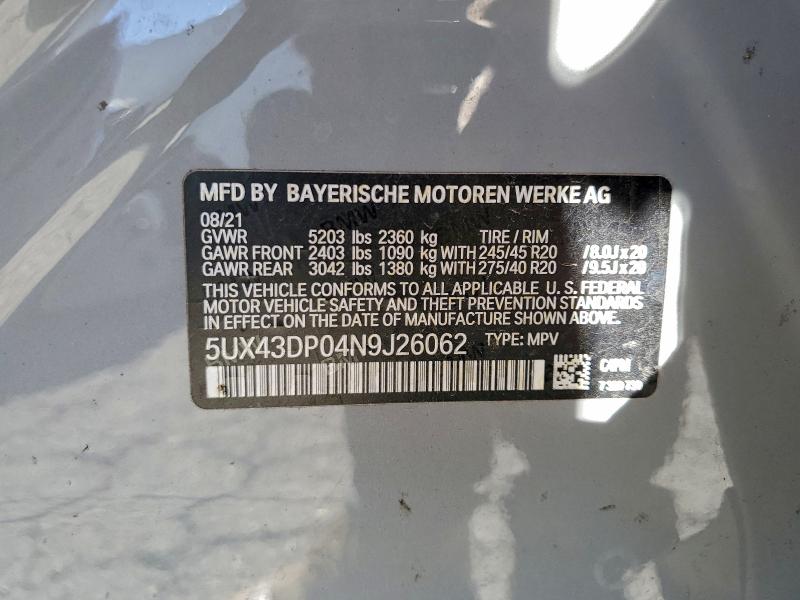 MFD BY BAYERISCHE MOTOREN WERKE AG
08/21
GVWR 5203 lbs 2360 kg TIRE / RIM
GAWR FRONT 2403 lbs 1090 kg WITH 245/45 R20 /8.0J x 20
GAWR REAR 3042 lbs 1380 kg WITH 275/40 R20 /9.5J x 20
THIS VEHICLE CONFORMS TO ALL APPLICABLE U. S. FEDERAL
MOTOR VEHICLE SAFETY AND THEFT PREVENTION STANDARDS
IN EFFECT ON THE DATE OF MANUFACTURE SHOWN ABOVE.
5UX43DP04N9J26062 TYPE: MPV